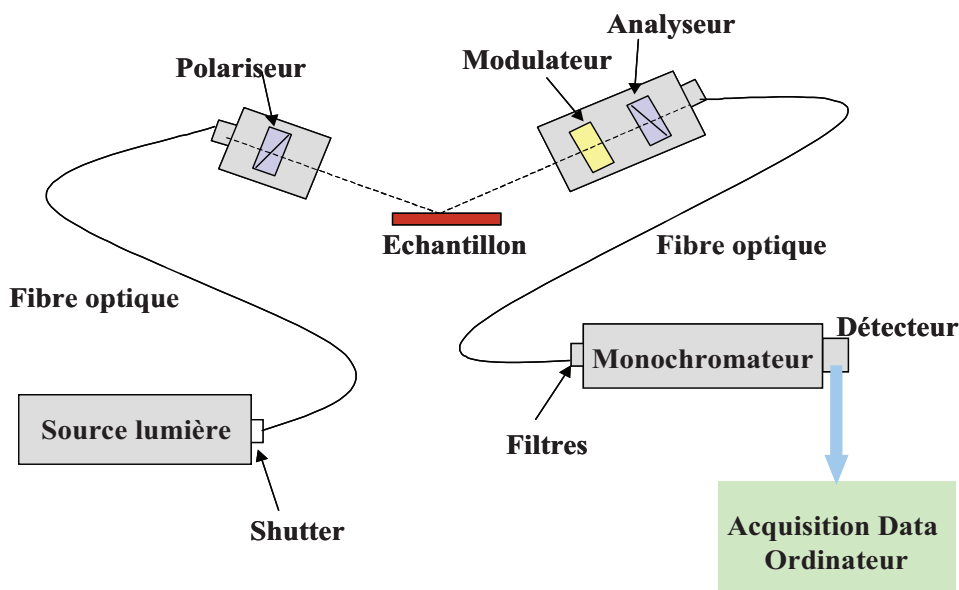 Analyseur
Modulateur
Polariseur
Echantillon
Fibre optique
Fibre optique
Détecteur
Monochromateur
Source lumière
Filtres
Shutter
Acquisition Data
Ordinateur